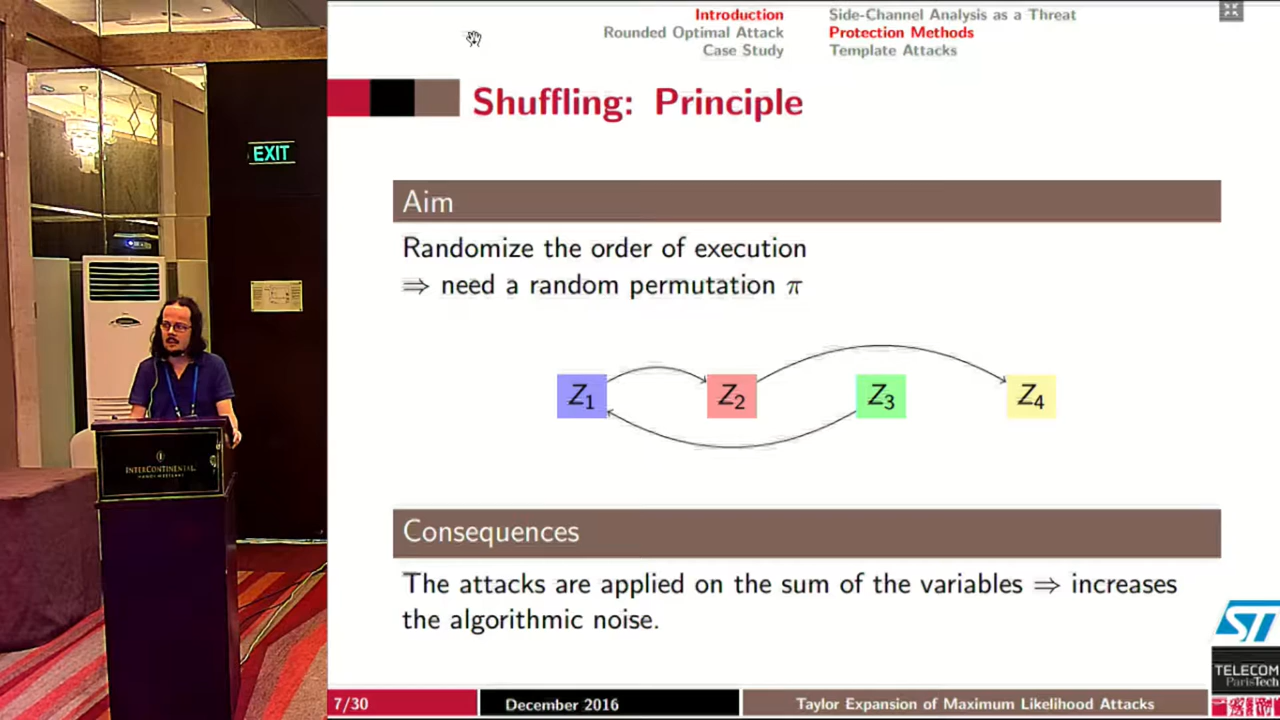 Introduction
Rounded Optimal Attack
Case Study
Side-Channel Analysis as a Threat
Protection Methods
Template Attacks
Shuffling: Principle
EXIT
Aim
Randomize the order of execution
⇒ need a random permutation π
Z1
Z2
Z3
Z4
INTERCONTINENTAL
Consequences
The attacks are applied on the sum of the variables ⇒ increases
the algorithmic noise.
ST
TELECOM
ParisTech
7/30
December 2016
Taylor Expansion of Maximum Likelihood Attacks